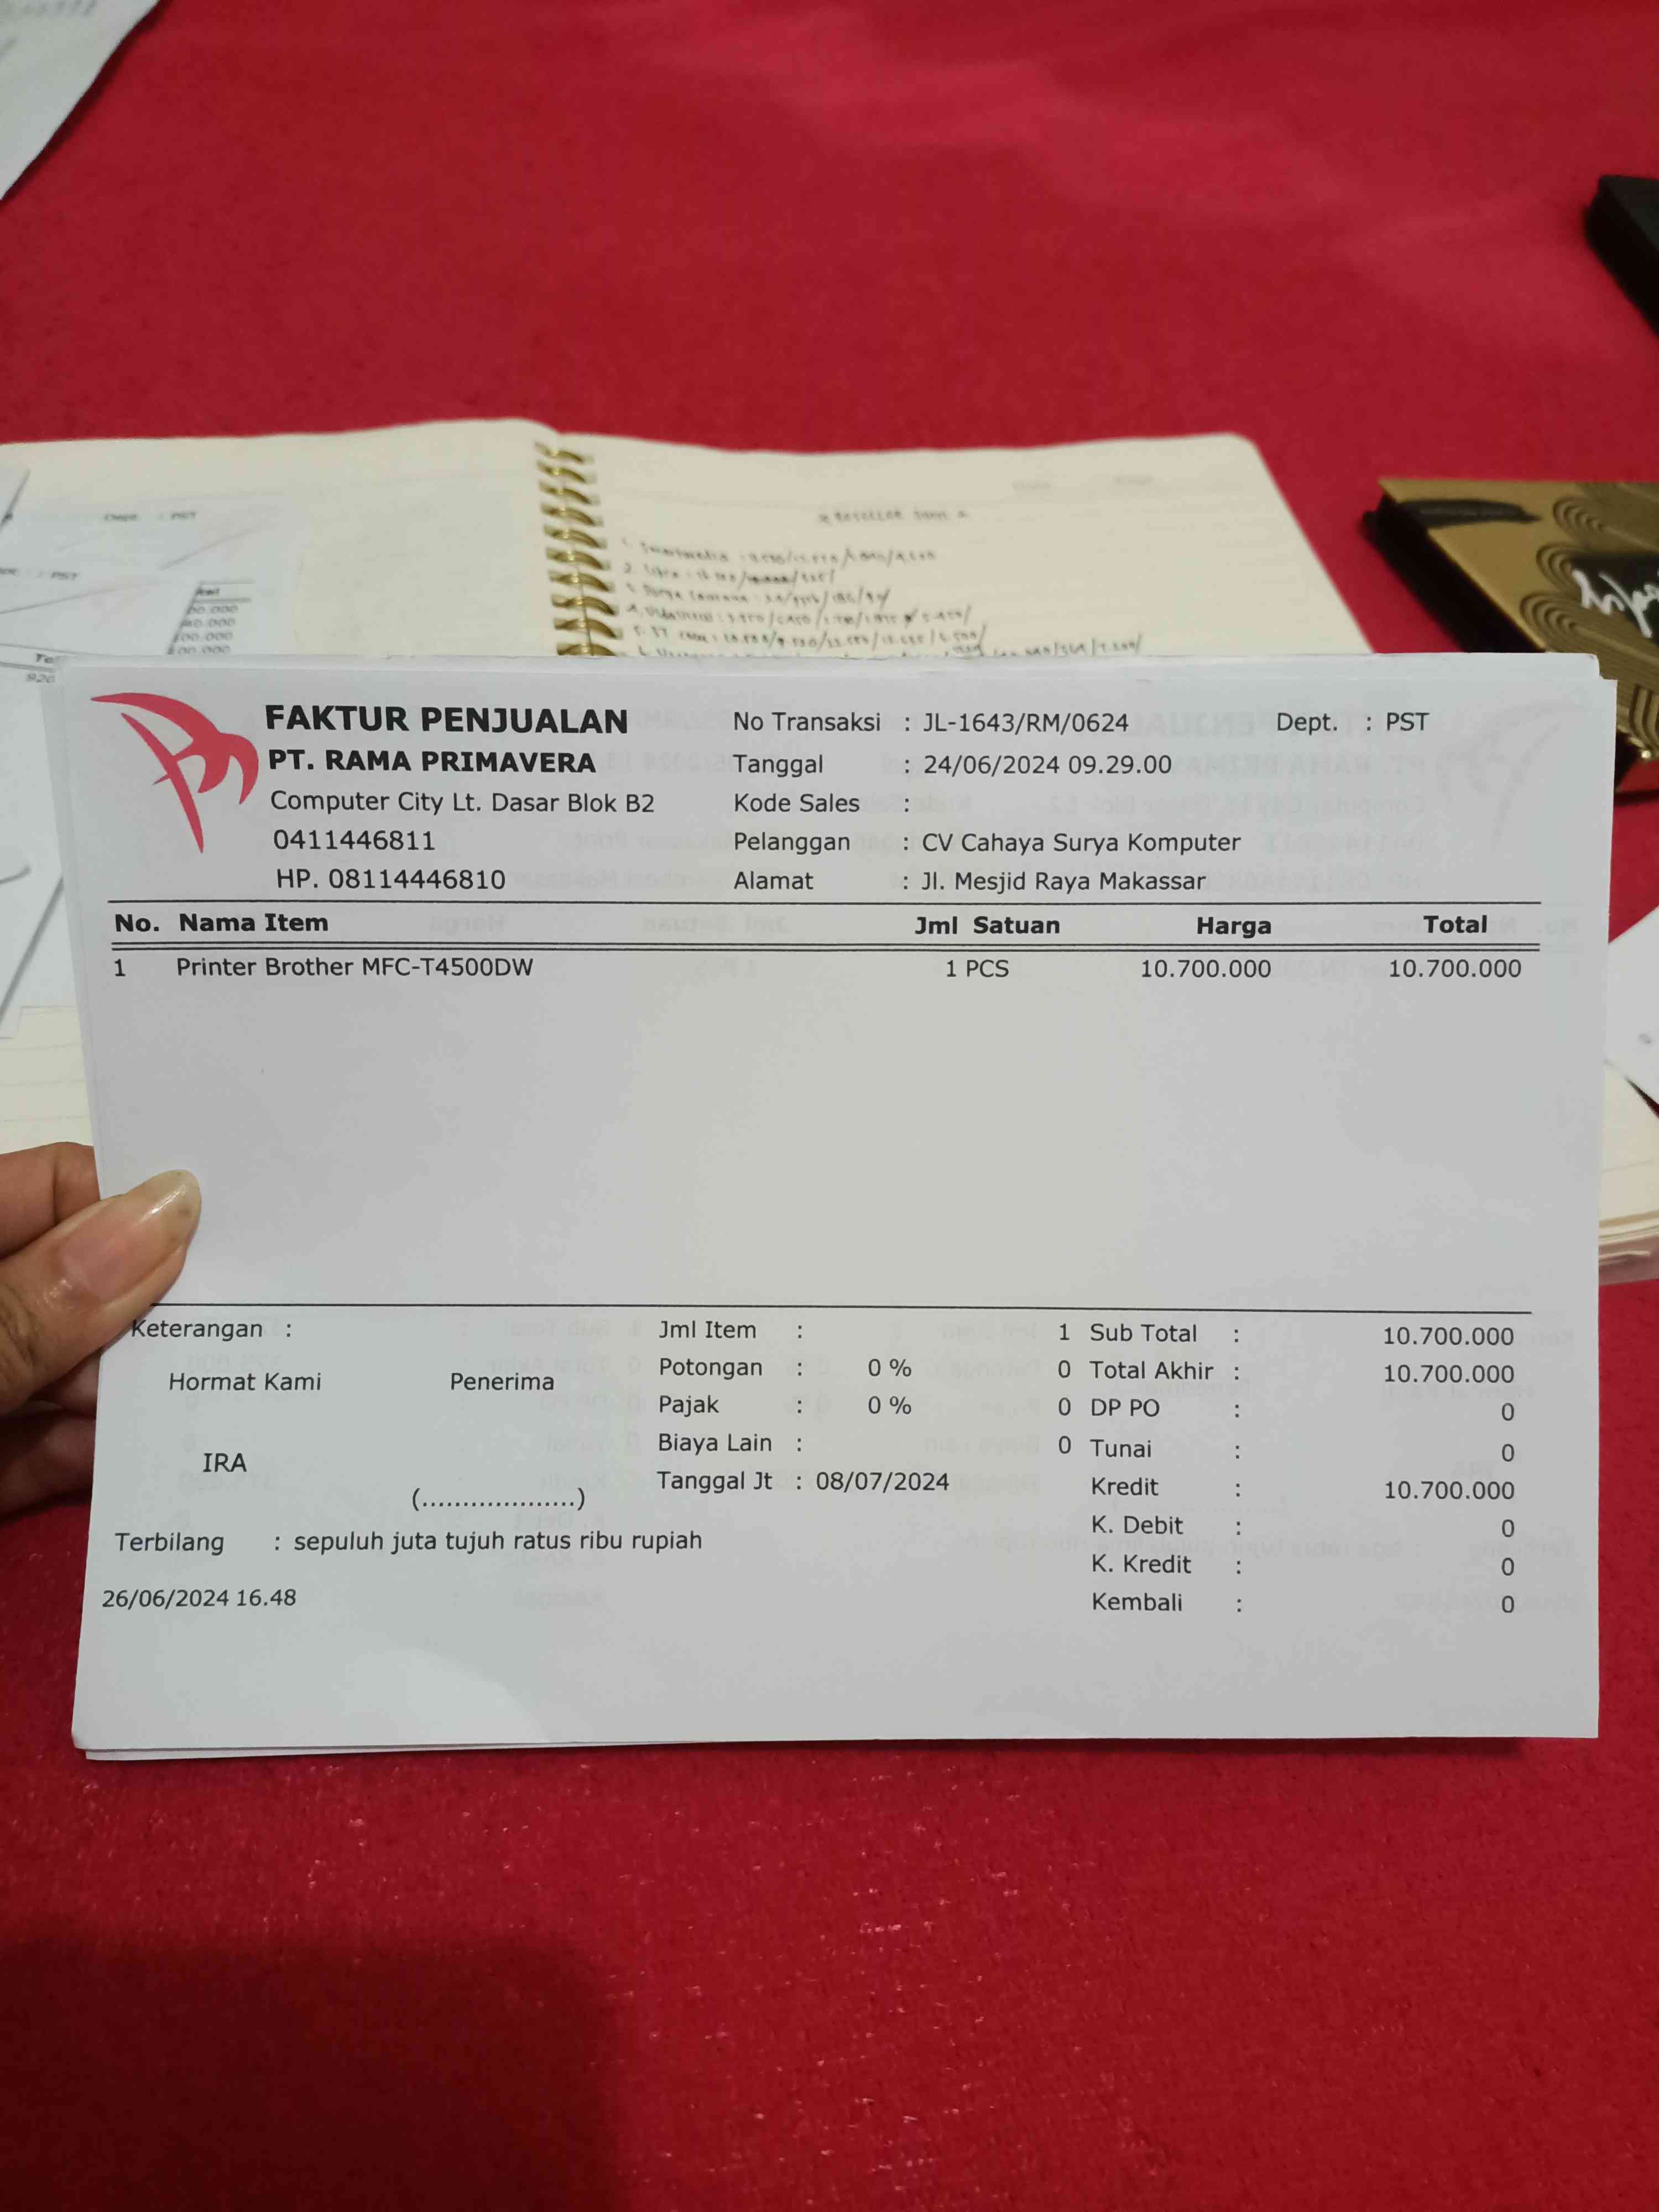 FAKTUR PENJUALAN
PT. RAMA PRIMAVERA
Computer City Lt. Dasar Blok B2
0411446811
HP. 08114446810
No Transaksi : JL-1643/RM/0624 Dept. : PST
Tanggal : 24/06/2024 09.29.00
Kode Sales :
Pelanggan : CV Cahaya Surya Komputer
Alamat : Jl. Mesjid Raya Makassar
No. Nama Item Jml Satuan Harga Total
1 Printer Brother MFC-T4500DW 1 PCS 10.700.000 10.700.000
Keterangan :
Hormat Kami Penerima
IRA
(...................)
Jml Item : 1
Potongan : 0 % 0
Pajak : 0 % 0
Biaya Lain : 0
Tanggal Jt : 08/07/2024
Sub Total : 10.700.000
Total Akhir : 10.700.000
DP PO : 0
Tunai : 0
Kredit : 10.700.000
K. Debit : 0
K. Kredit : 0
Kembali : 0
Terbilang : sepuluh juta tujuh ratus ribu rupiah
26/06/2024 16.48